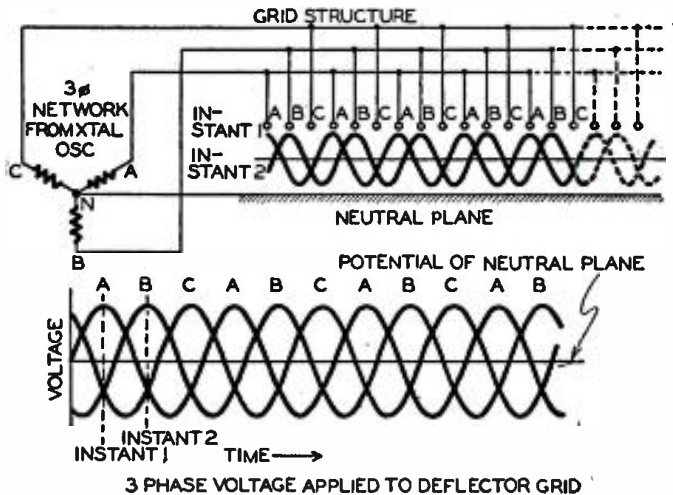 GRID STRUCTURE
3ø
NETWORK
FROM XTAL
OSC
C
A
N
B
IN-
STANT 1
A B C A B C A B C A B C A B C
IN-
STANT 2
NEUTRAL PLANE
POTENTIAL OF NEUTRAL PLANE
A B C A B C A B C A B
VOLTAGE
INSTANT 2
INSTANT 1
TIME
3 PHASE VOLTAGE APPLIED TO DEFLECTOR GRID